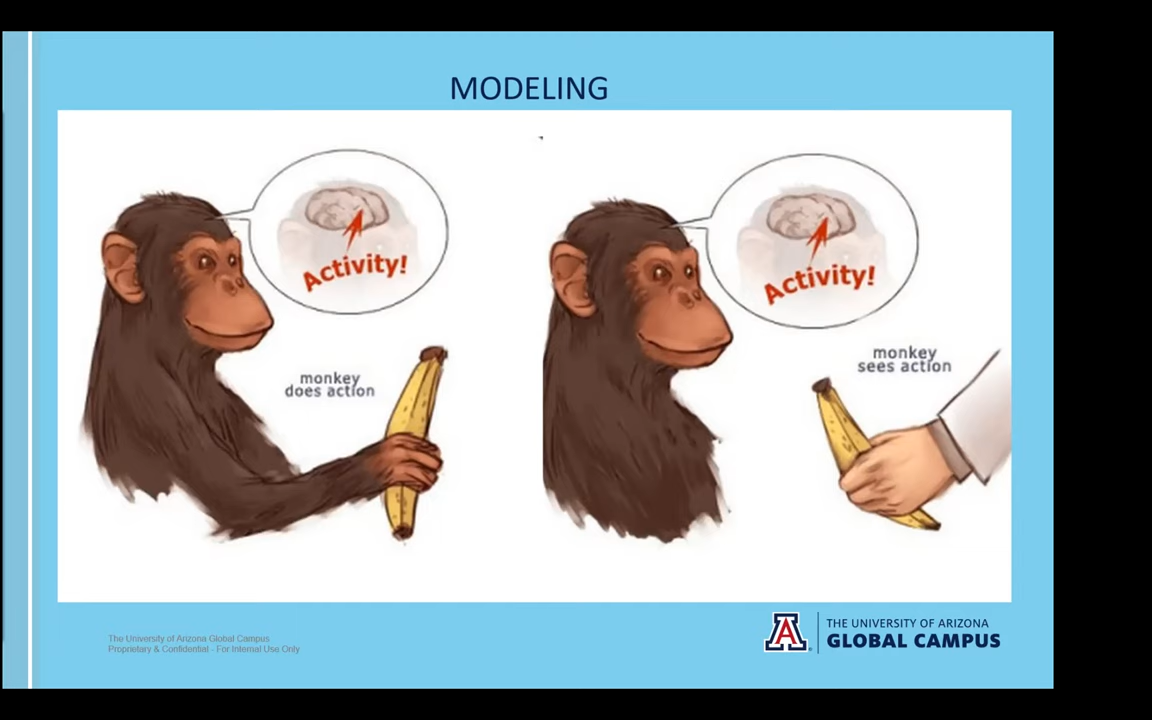 MODELING
Activity!
monkey
does action
Activity!
monkey
sees action
The University of Arizona Global Campus
Proprietary & Confidential - For Internal Use Only
A
THE UNIVERSITY OF ARIZONA
GLOBAL CAMPUS